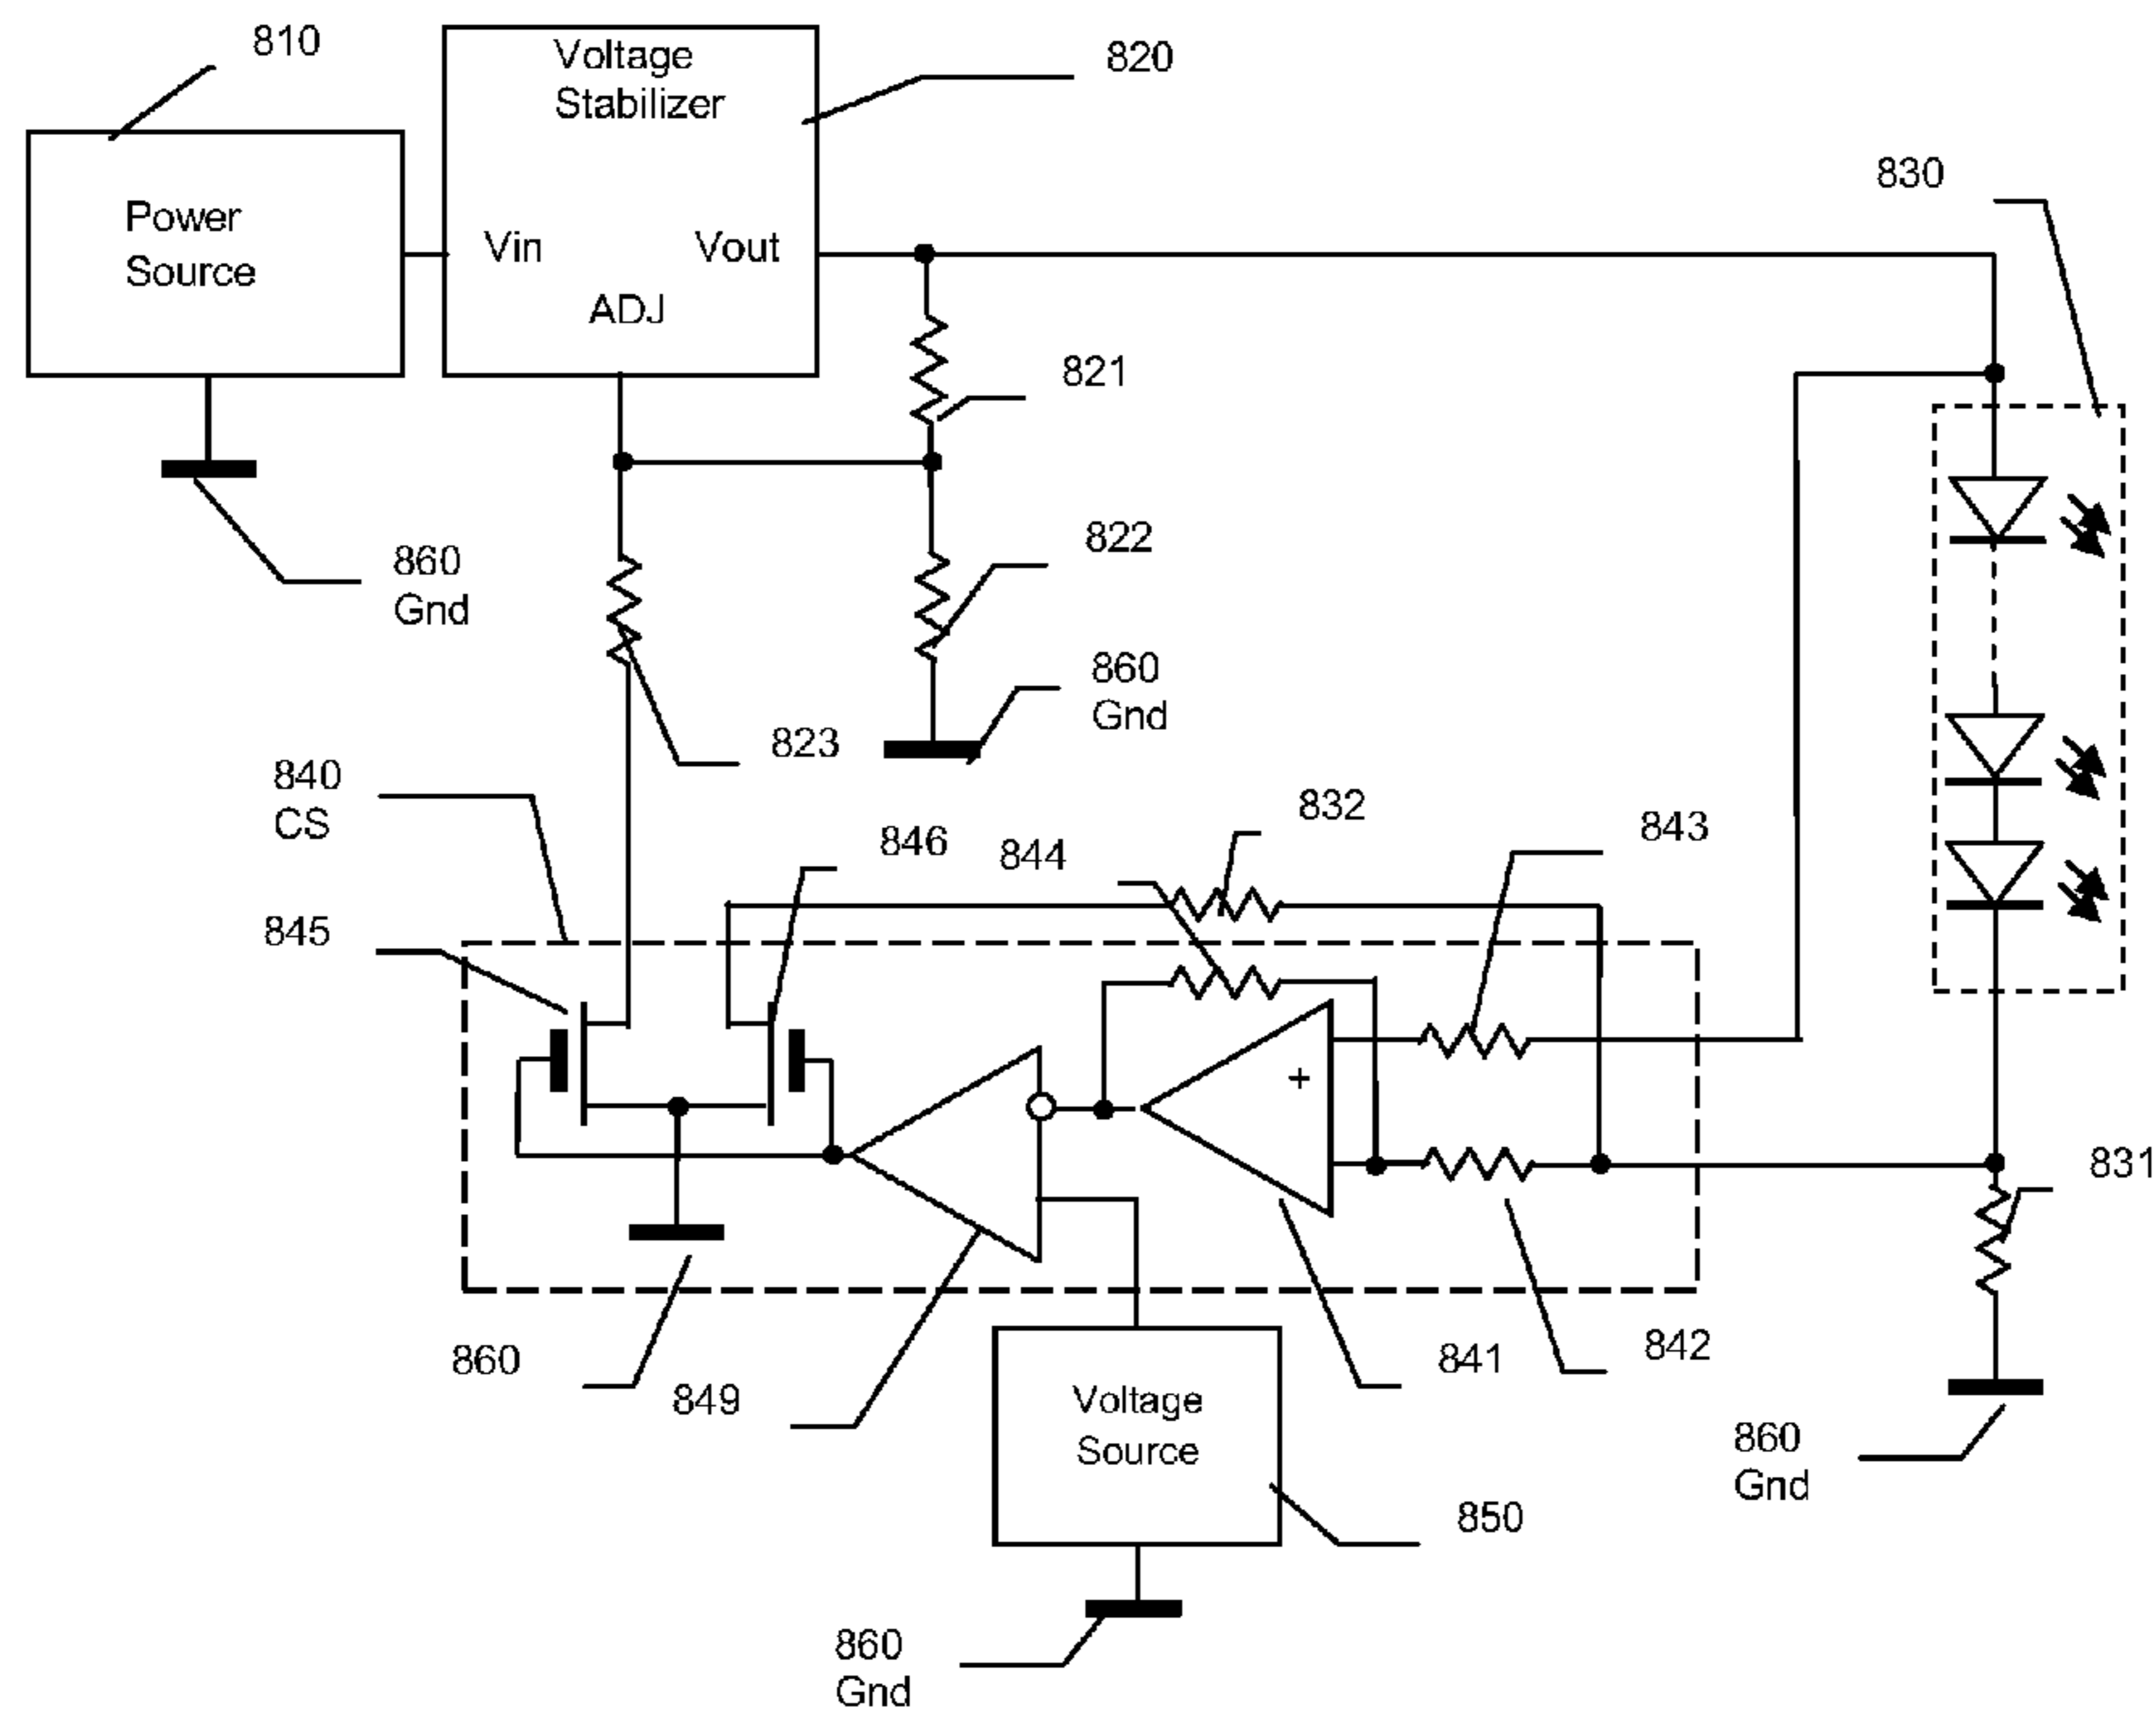 810
Voltage
Stabilizer
820
830
Power
Source
Vin
Vout
ADJ
821
822
860
Gnd
860
Gnd
823
840
CS
832
843
846
844
845
+
831
860
849
841
842
Voltage
Source
860
Gnd
850
860
Gnd